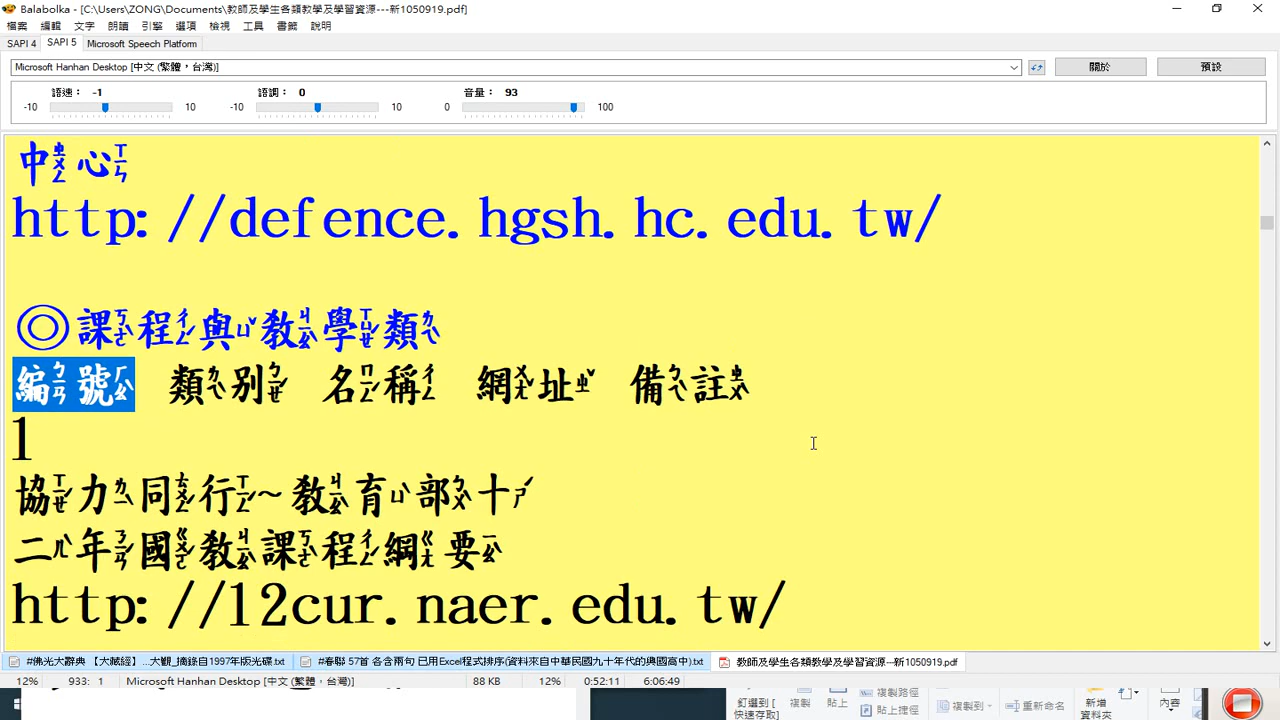 Balabolka - [C:\Users\ZONG\Documents\教師及學生各類教學及學習資源---新1050919.pdf]
檔案 編輯 文字 朗讀 引擎 選項 檢視 工具 書籤 說明
SAPI 4 SAPI 5 Microsoft Speech Platform
Microsoft Hanhan Desktop [中文 (繁體，台灣)] 關於 預設
語速： -1 語調： 0 音量： 93
-10 10 -10 10 0 100
中心
http://defence.hgsh.hc.edu.tw/
◎課程與教學類
編號 類別 名稱 網址 備註
1
協力同行～教育部十
二年國教課程綱要
http://12cur.naer.edu.tw/
#佛光大辭典 【大藏經】...大觀_摘錄自1997年版光碟.txt #春聯 57首 各含兩句 已用Excel程式排序(資料來自中華民國九十年代的興國高中).txt 教師及學生各類教學及學習資源---新1050919.pdf
12% 933: 1 Microsoft Hanhan Desktop [中文 (繁體，台灣)] 88 KB 12% 0:52:11 6:06:49
釘選到 [ 複製 貼上 複製路徑 新增 內容
快速存取] 貼上捷徑 複製到 重新命名 資料夾